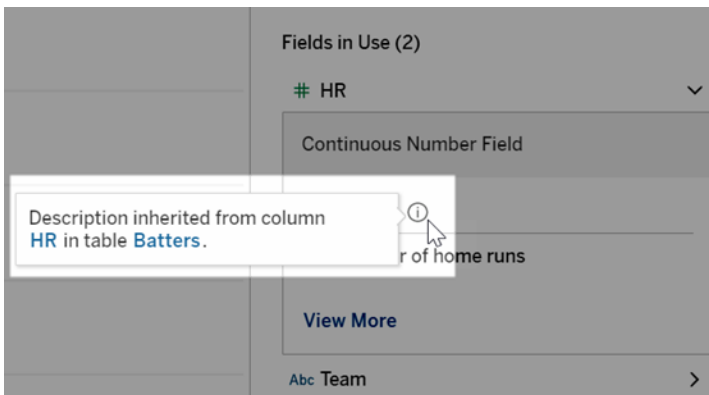 Fields in Use (2)
# HR
Continuous Number Field
Description inherited from column
HR in table Batters.
r of home runs
View More
Abc Team